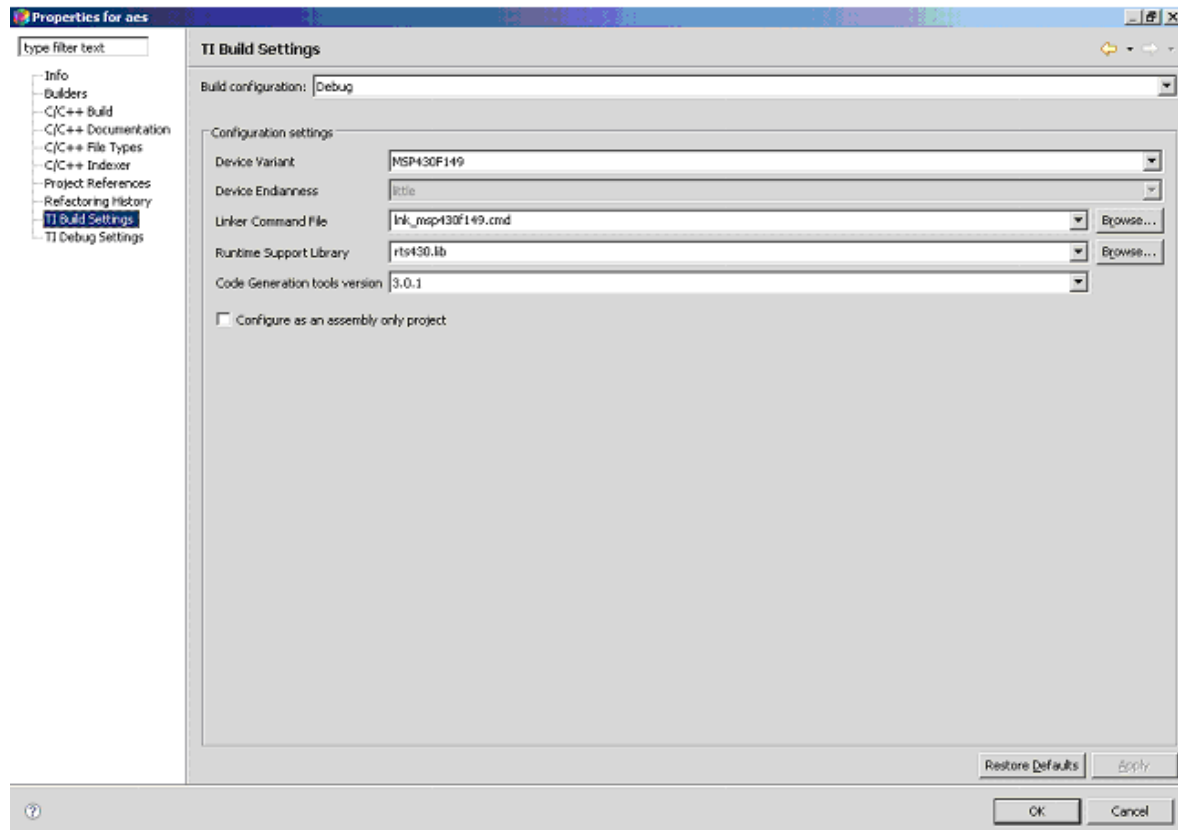 Properties for aes
type filter text
Info
Builders
C/C++ Build
C/C++ Documentation
C/C++ File Types
C/C++ Indexer
Project References
Refactoring History
TI Build Settings
TI Debug Settings
TI Build Settings
Build configuration: Debug
Configuration settings
Device Variant MSP430F149
Device Endianness little
Linker Command File lnk_msp430f149.cmd Browse...
Runtime Support Library rts430.lib Browse...
Code Generation tools version 3.0.1
Configure as an assembly only project
Restore Defaults Apply
OK Cancel